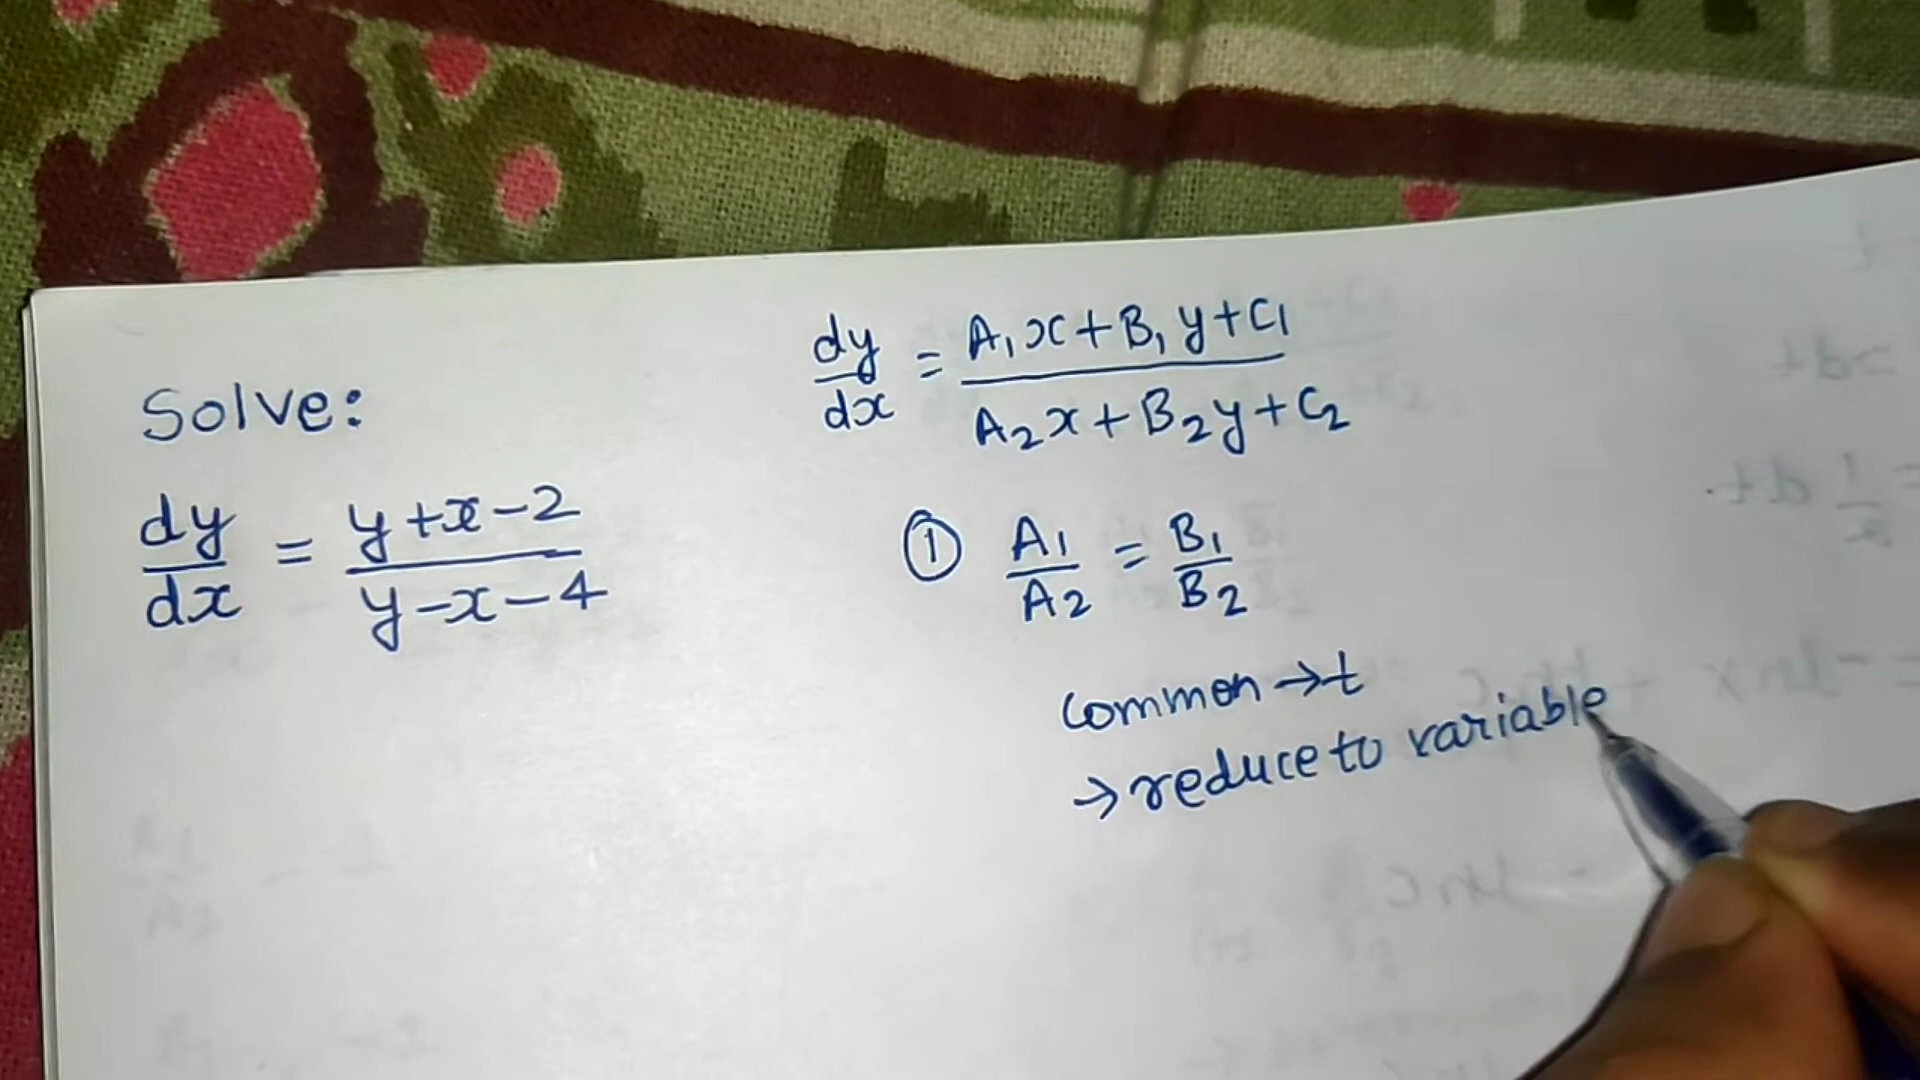 Solve:
dy/dx = (y+x-2)/(y-x-4)
dy/dx = (A₁x+B₁y+C₁)/(A₂x+B₂y+C₂)
① A₁/A₂ = B₁/B₂
common→t
→reduce to variable